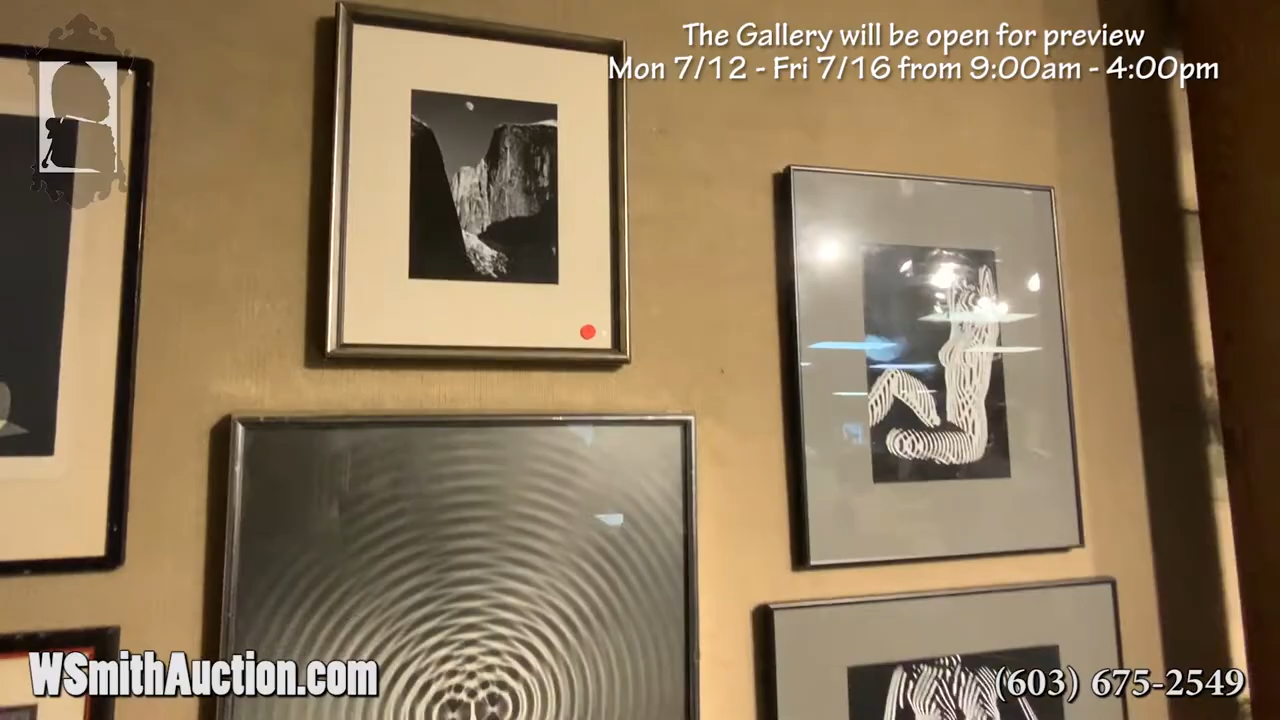 The Gallery will be open for preview
Mon 7/12 - Fri 7/16 from 9:00am - 4:00pm
WSmithAuction.com
(603) 675-2549